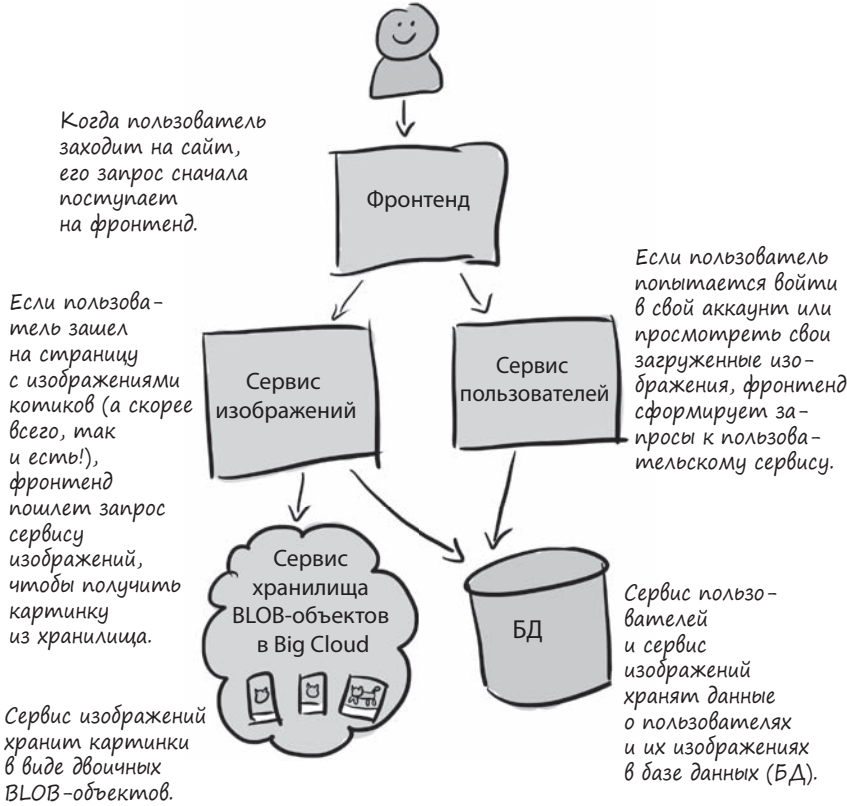 Когда пользователь
заходит на сайт,
его запрос сначала
поступает
на фронтенд.
Фронтенд
Если пользова-
тель зашел
на страницу
с изображениями
котиков (а скорее
всего, так
и есть!),
фронтенд
пошлет запрос
сервису
изображений,
чтобы получить
картинку
из хранилища.
Сервис
изображений
Сервис
пользователей
Если пользователь
попытается войти
в свой аккаунт или
просмотреть свои
загруженные изо-
бражения, фронтенд
сформирует за-
просы к пользова-
тельскому сервису.
Сервис
хранилища
BLOB-объектов
в Big Cloud
БД
Сервис пользо-
вателей
и сервис
изображений
хранят данные
о пользователях
и их изображениях
в базе данных (БД).
Сервис изображений
хранит картинки
в виде двоичных
BLOB-объектов.